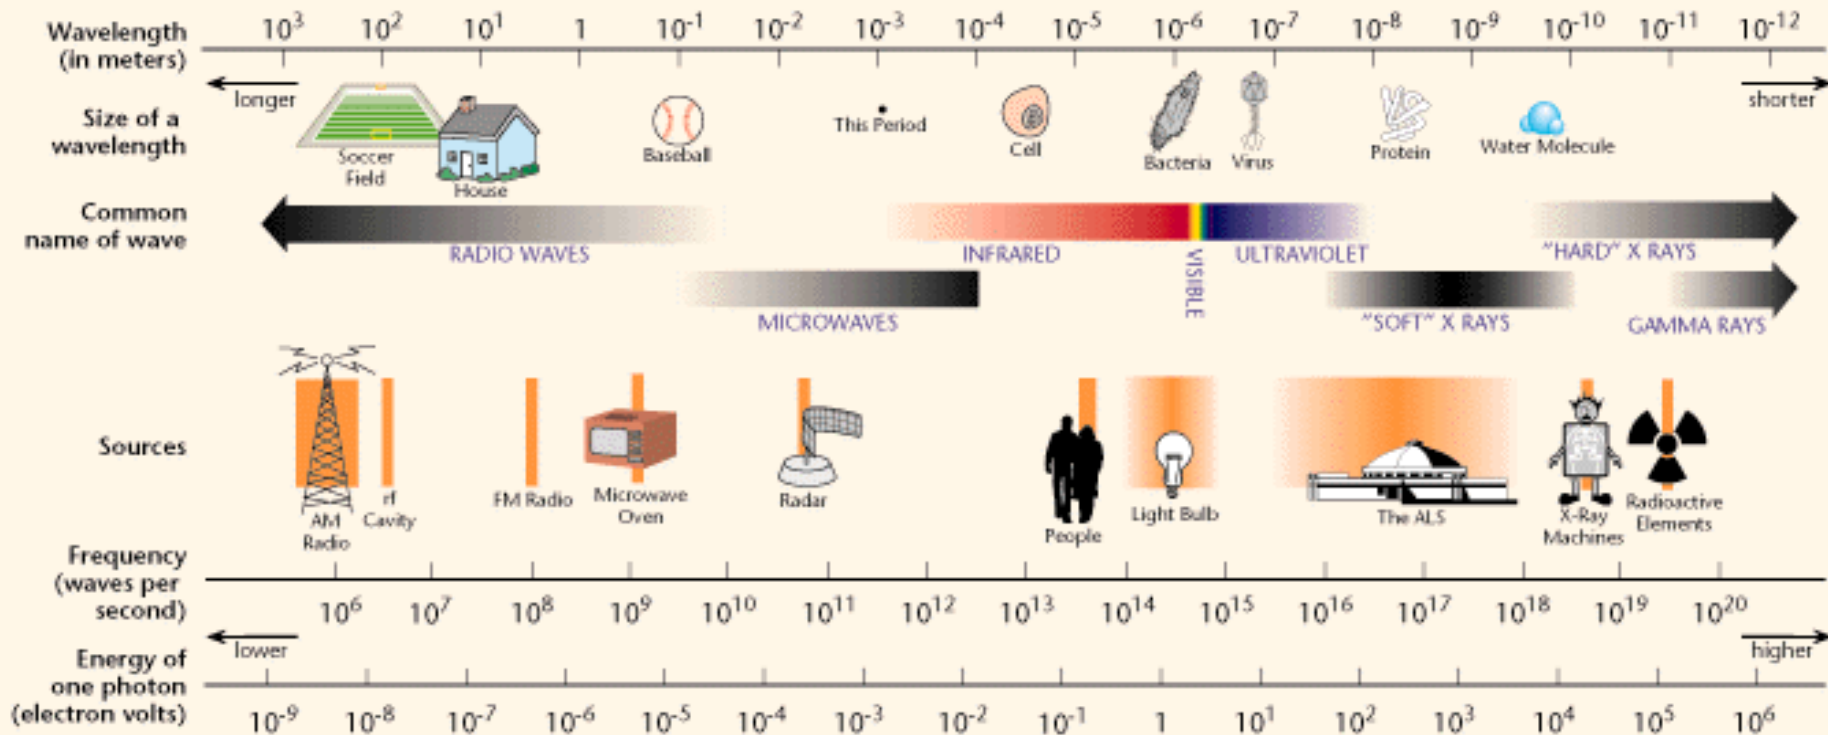 Wavelength
(in meters)
10³ 10² 10¹ 1 10⁻¹ 10⁻² 10⁻³ 10⁻⁴ 10⁻⁵ 10⁻⁶ 10⁻⁷ 10⁻⁸ 10⁻⁹ 10⁻¹⁰ 10⁻¹¹ 10⁻¹²
longer
shorter
Size of a
wavelength
Soccer
Field
House
Baseball
This Period
Cell
Bacteria
Virus
Protein
Water Molecule
Common
name of wave
RADIO WAVES
INFRARED
VISIBLE
ULTRAVIOLET
"HARD" X RAYS
MICROWAVES
"SOFT" X RAYS
GAMMA RAYS
Sources
AM
Radio
rf
Cavity
FM Radio
Microwave
Oven
Radar
People
Light Bulb
The ALS
X-Ray
Machines
Radioactive
Elements
Frequency
(waves per
second)
10⁶ 10⁷ 10⁸ 10⁹ 10¹⁰ 10¹¹ 10¹² 10¹³ 10¹⁴ 10¹⁵ 10¹⁶ 10¹⁷ 10¹⁸ 10¹⁹ 10²⁰
lower
higher
Energy of
one photon
(electron volts)
10⁻⁹ 10⁻⁸ 10⁻⁷ 10⁻⁶ 10⁻⁵ 10⁻⁴ 10⁻³ 10⁻² 10⁻¹ 1 10¹ 10² 10³ 10⁴ 10⁵ 10⁶